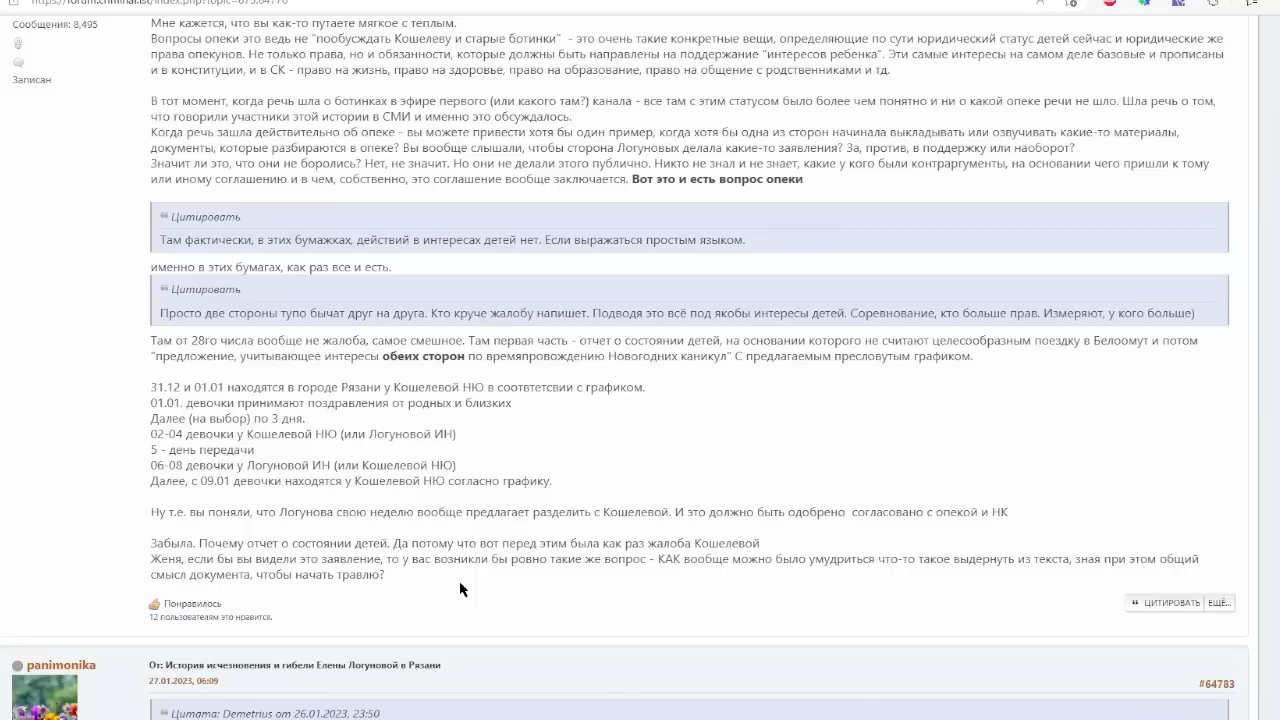 https://forum.criminal.ist/index.php?topic=675.64770
Сообщения: 8,495
Записан
Мне кажется, что вы как-то путаете мягкое с теплым.
Вопросы опеки это ведь не "пообусждать Кошелеву и старые ботинки" - это очень такие конкретные вещи, определяющие по сути юридический статус детей сейчас и юридические же
права опекунов. Не только права, но и обязанности, которые должны быть направлены на поддержание "интересов ребенка". Эти самые интересы на самом деле базовые и прописаны
и в конституции, и в СК - право на жизнь, право на здоровье, право на образование, право на общение с родственниками и тд.
В тот момент, когда речь шла о ботинках в эфире первого (или какого там?) канала - все там с этим статусом было более чем понятно и ни о какой опеке речи не шло. Шла речь о том,
что говорили участники этой истории в СМИ и именно это обсуждалось.
Когда речь зашла действительно об опеке - вы можете привести хотя бы один пример, когда хотя бы одна из сторон начинала выкладывать или озвучивать какие-то материалы,
документы, которые разбираются в опеке? Вы вообще слышали, чтобы сторона Логуновых делала какие-то заявления? За, против, в поддержку или наоборот?
Значит ли это, что они не боролись? Нет, не значит. Но они не делали этого публично. Никто не знал и не знает, какие у кого были контраргументы, на основании чего пришли к тому
или иному соглашению и в чем, собственно, это соглашение вообще заключается. Вот это и есть вопрос опеки
Цитировать
Там фактически, в этих бумажках, действий в интересах детей нет. Если выражаться простым языком.
именно в этих бумагах, как раз все и есть.
Цитировать
Просто две стороны тупо бычат друг на друга. Кто круче жалобу напишет. Подводя это всё под якобы интересы детей. Соревнование, кто больше прав. Измеряют, у кого больше)
Там от 28го числа вообще не жалоба, самое смешное. Там первая часть - отчет о состоянии детей, на основании которого не считают целесообразным поездку в Белоомут и потом
"предложение, учитывающее интересы обеих сторон по времяпровождению Новогодних каникул" С предлагаемым пресловутым графиком.
31.12 и 01.01 находятся в городе Рязани у Кошелевой НЮ в соотвтетсвии с графиком.
01.01. девочки принимают поздравления от родных и близких
Далее (на выбор) по 3 дня.
02-04 девочки у Кошелевой НЮ (или Логуновой ИН)
5 - день передачи
06-08 девочки у Логуновой ИН (или Кошелевой НЮ)
Далее, с 09.01 девочки находятся у Кошелевой НЮ согласно графику.
Ну т.е. вы поняли, что Логунова свою неделю вообще предлагает разделить с Кошелевой. И это должно быть одобрено согласовано с опекой и НК
Забыла. Почему отчет о состоянии детей. Да потому что вот перед этим была как раз жалоба Кошелевой
Женя, если бы вы видели это заявление, то у вас возникли бы ровно такие же вопрос - КАК вообще можно было умудриться что-то такое выдернуть из текста, зная при этом общий
смысл документа, чтобы начать травлю?
Понравилось
12 пользователям это нравится.
ЦИТИРОВАТЬ ЕЩЁ...
panimonika
От: История исчезновения и гибели Елены Логуновой в Рязани
27.01.2023, 06:09
#64783
Цитата: Demetrius от 26.01.2023, 23:50